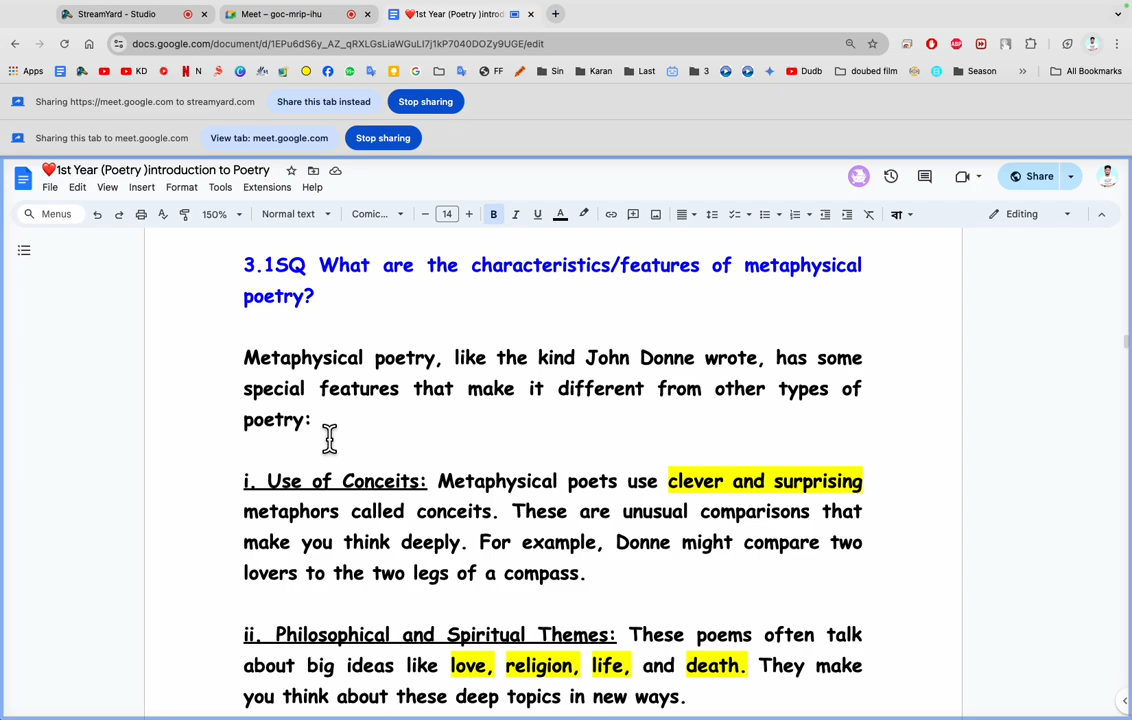 StreamYard - Studio
Meet – goc-mrip-ihu
❤️1st Year (Poetry )introd
docs.google.com/document/d/1EPu6dS6y_AZ_qRXLGsLiaWGuLI7j1kP7040DOZy9UGE/edit
Apps
KD
N
FF
Sin
Karan
Last
3
Dudb
doubed film
Season
All Bookmarks
Sharing https://meet.google.com to streamyard.com
Share this tab instead
Stop sharing
Sharing this tab to meet.google.com
View tab: meet.google.com
Stop sharing
❤️1st Year (Poetry )introduction to Poetry
File Edit View Insert Format Tools Extensions Help
Share
Menus
150%
Normal text
Comic...
14
B I U A
বা
Editing
3.1SQ What are the characteristics/features of metaphysical
poetry?
Metaphysical poetry, like the kind John Donne wrote, has some
special features that make it different from other types of
poetry:
i. Use of Conceits: Metaphysical poets use clever and surprising
metaphors called conceits. These are unusual comparisons that
make you think deeply. For example, Donne might compare two
lovers to the two legs of a compass.
ii. Philosophical and Spiritual Themes: These poems often talk
about big ideas like love, religion, life, and death. They make
you think about these deep topics in new ways.